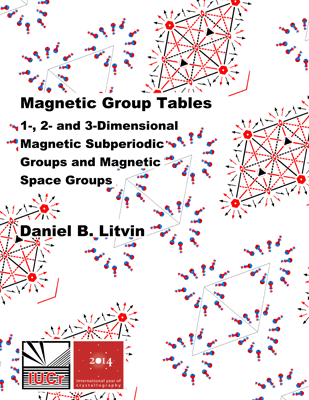 Magnetic Group Tables
1-, 2- and 3-Dimensional
Magnetic Subperiodic
Groups and Magnetic
Space Groups
Daniel B. Litvin
IUCr
2014
international year of
crystallography